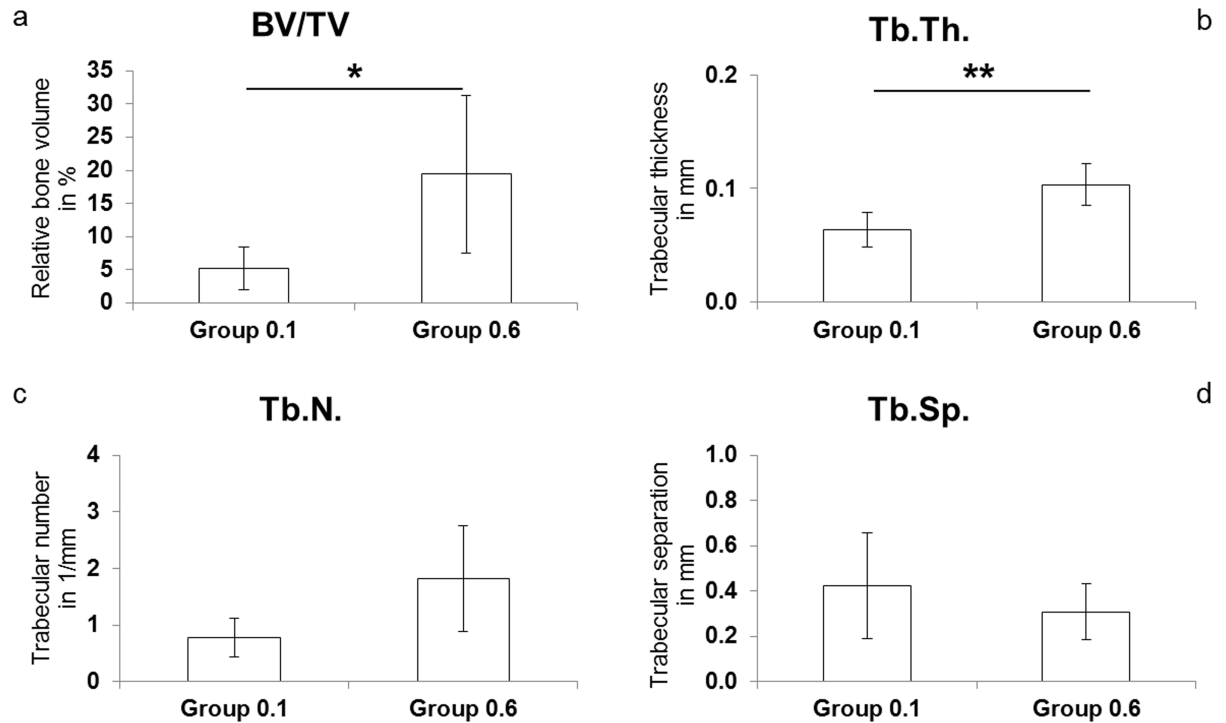 a
BV/TV
Relative bone volume
in %
35
30
25
20
15
10
5
0
*
Group 0.1
Group 0.6
b
Tb.Th.
Trabecular thickness
in mm
0.2
0.1
0.0
**
Group 0.1
Group 0.6
c
Tb.N.
Trabecular number
in 1/mm
4
3
2
1
0
Group 0.1
Group 0.6
d
Tb.Sp.
Trabecular separation
in mm
1.0
0.8
0.6
0.4
0.2
0.0
Group 0.1
Group 0.6